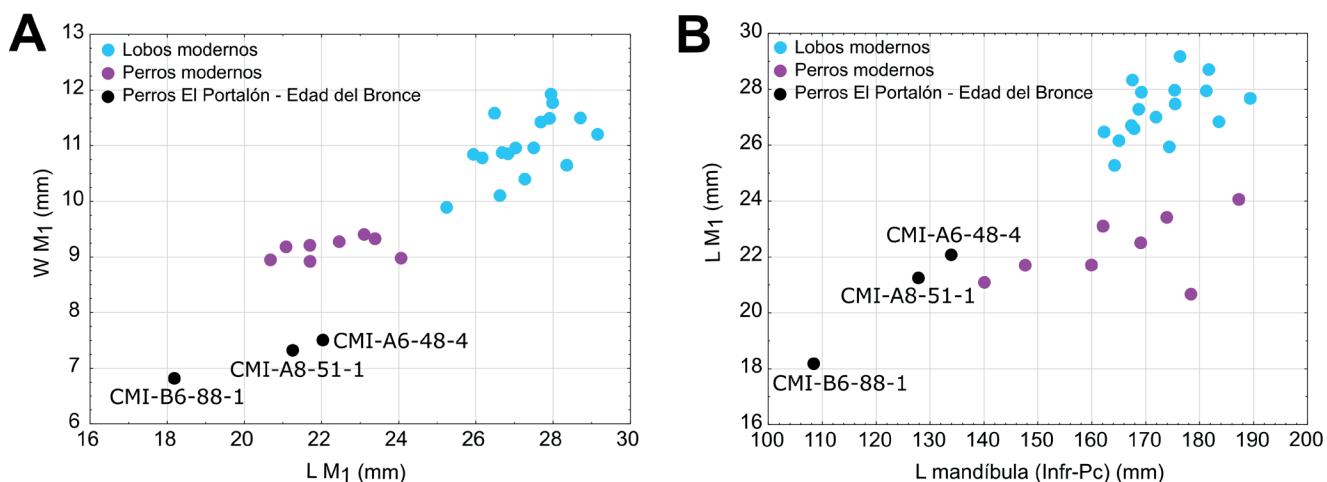 A
13
12
11
10
9
8
7
6
W M₁ (mm)
Lobos modernos
Perros modernos
Perros El Portalón - Edad del Bronce
CMI-A6-48-4
CMI-A8-51-1
CMI-B6-88-1
16 18 20 22 24 26 28 30
L M₁ (mm)
B
30
28
26
24
22
20
18
16
L M₁ (mm)
Lobos modernos
Perros modernos
Perros El Portalón - Edad del Bronce
CMI-A6-48-4
CMI-A8-51-1
CMI-B6-88-1
100 110 120 130 140 150 160 170 180 190 200
L mandíbula (Infr-Pc) (mm)